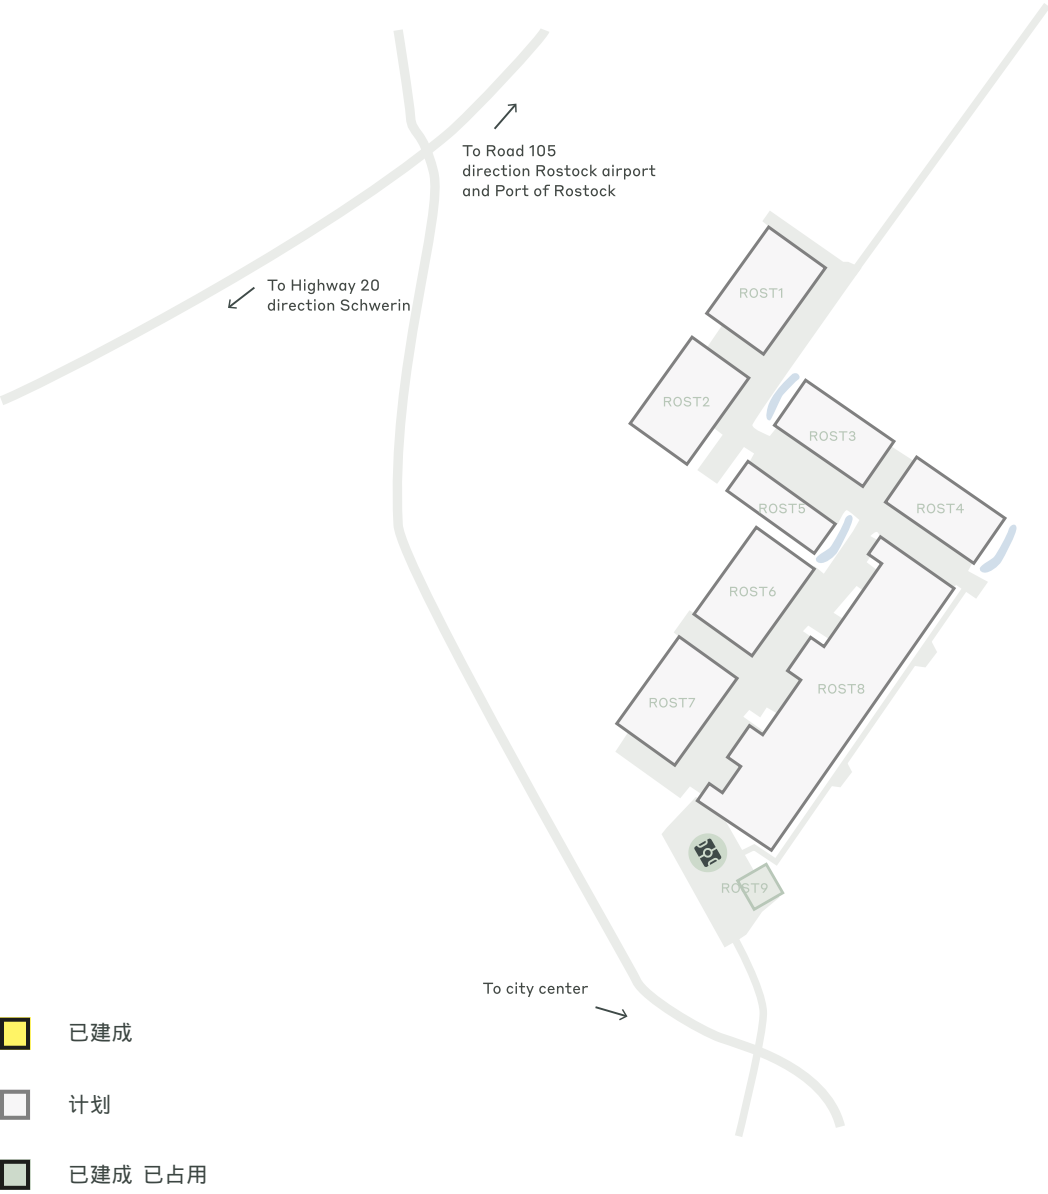 To Road 105
direction Rostock airport
and Port of Rostock
To Highway 20
direction Schwerin
ROST1
ROST2
ROST3
ROST4
ROST5
ROST6
ROST7
ROST8
ROST9
To city center
已建成
计划
已建成 已占用